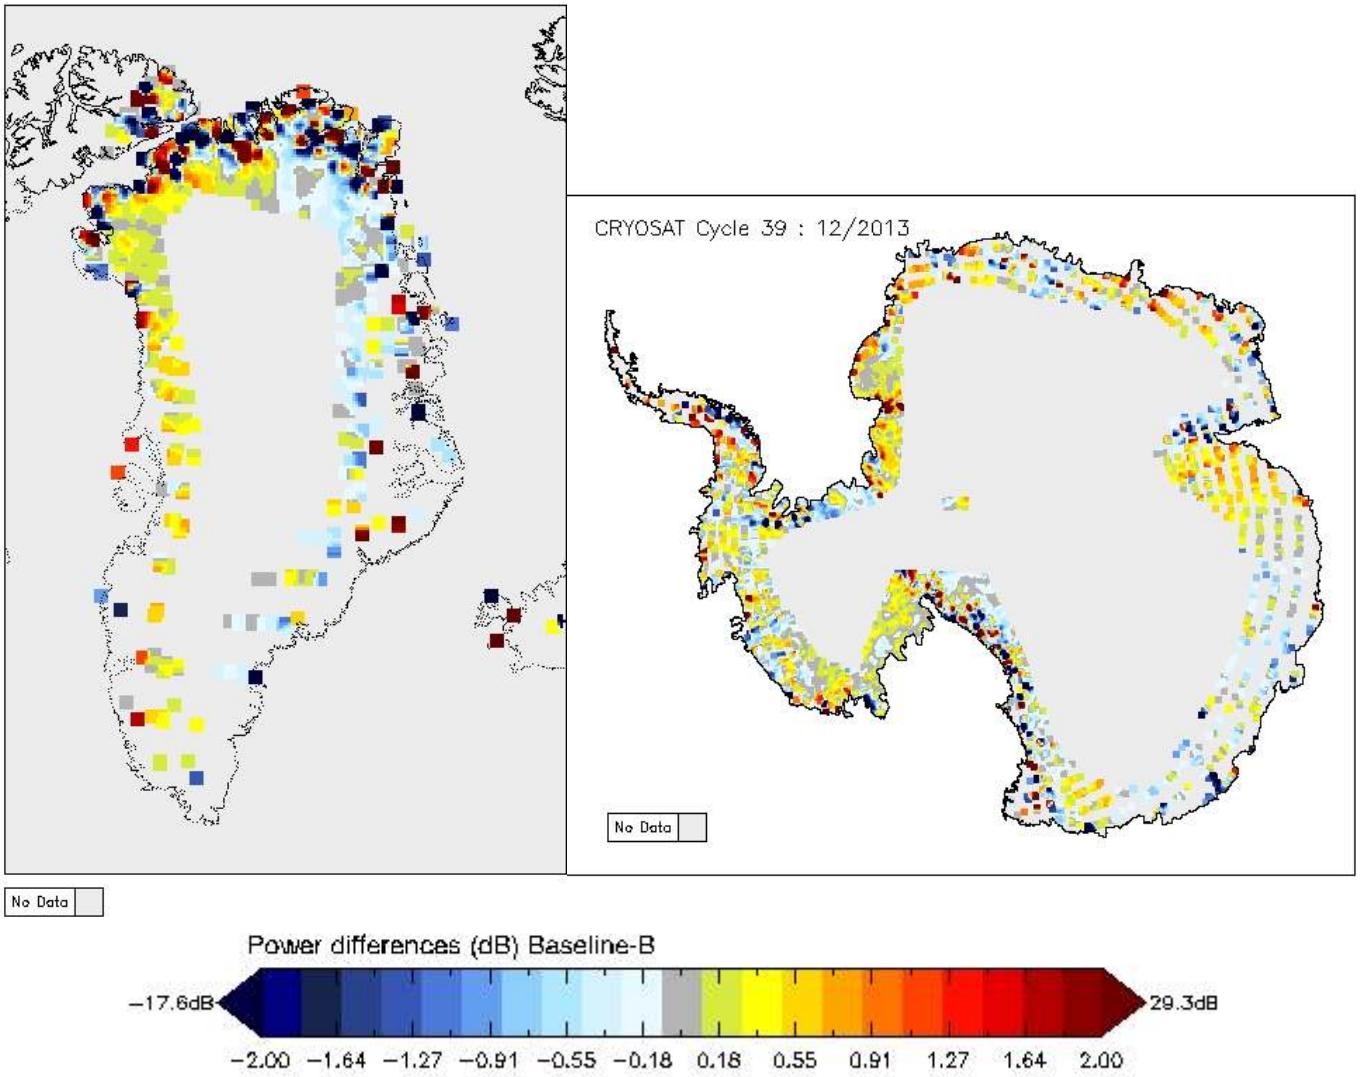 CRYOSAT Cycle 39 : 12/2013
No Data
No Data
Power differences (dB) Baseline-B
−17.6dB
29.3dB
−2.00 −1.64 −1.27 −0.91 −0.55 −0.18 0.18 0.55 0.91 1.27 1.64 2.00